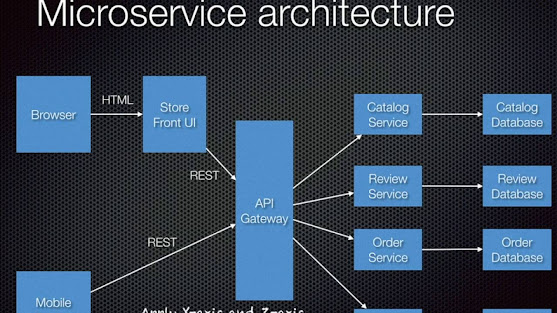 Microservice architecture
Browser
HTML
Store
Front UI
REST
API
Gateway
REST
Mobile
Catalog
Service
Catalog
Database
Review
Service
Review
Database
Order
Service
Order
Database
Apply X-axis and Z-axis